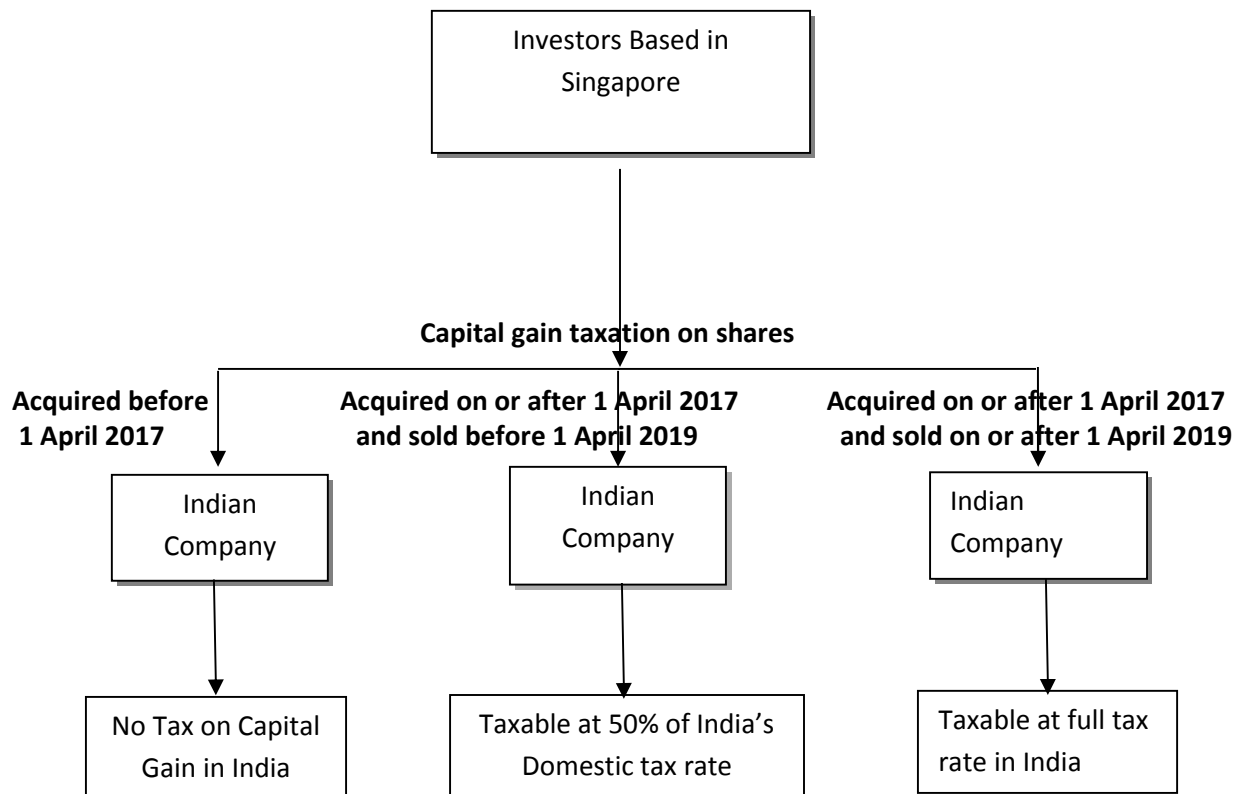 Investors Based in
Singapore
Capital gain taxation on shares
Acquired before
1 April 2017
Acquired on or after 1 April 2017
and sold before 1 April 2019
Acquired on or after 1 April 2017
and sold on or after 1 April 2019
Indian
Company
Indian
Company
Indian
Company
No Tax on Capital
Gain in India
Taxable at 50% of India’s
Domestic tax rate
Taxable at full tax
rate in India